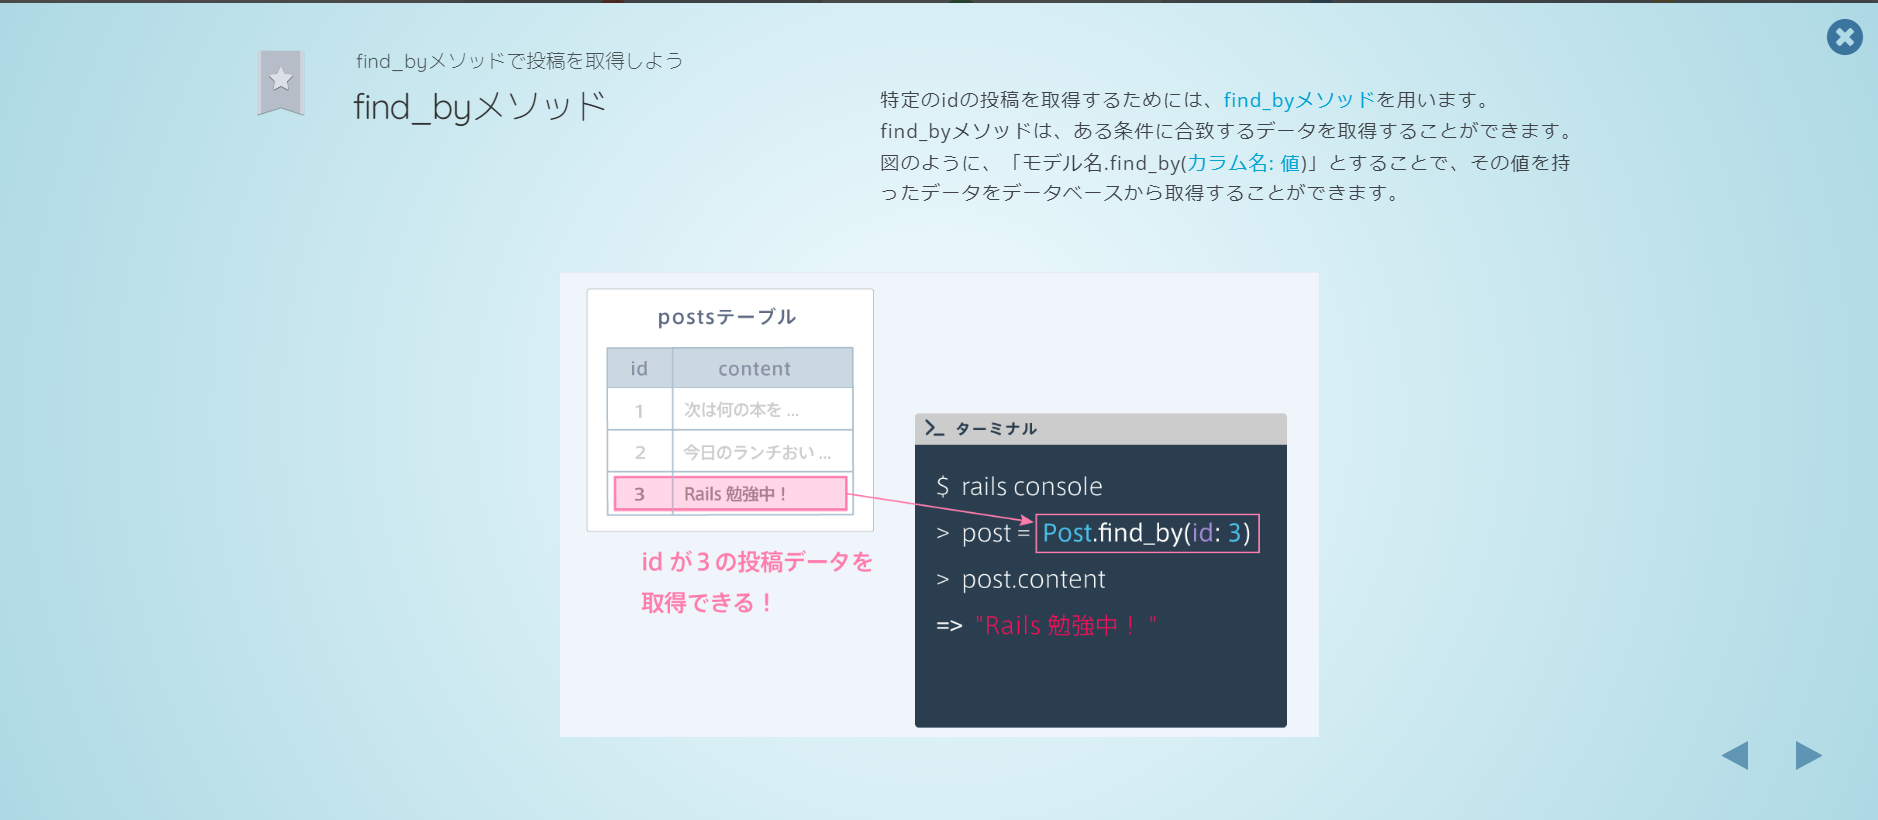 find_byメソッドで投稿を取得しよう
find_byメソッド
特定のidの投稿を取得するためには、find_byメソッドを用います。
find_byメソッドは、ある条件に合致するデータを取得することができます。
図のように、「モデル名.find_by(カラム名: 値)」とすることで、その値を持
ったデータをデータベースから取得することができます。
postsテーブル
id content
1 次は何の本を ...
2 今日のランチおい ...
3 Rails 勉強中！
id が３の投稿データを
取得できる！
ターミナル
$ rails console
> post = Post.find_by(id: 3)
> post.content
=> "Rails 勉強中！ "